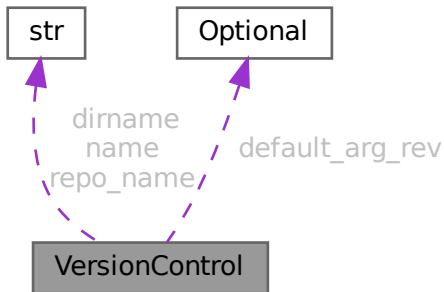 str
Optional
dirname
name
repo_name
default_arg_rev
VersionControl